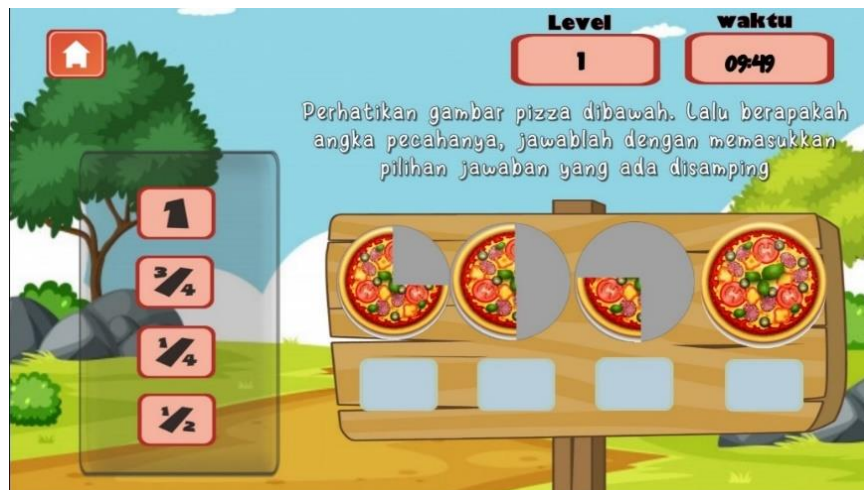 Level
waktu
1
09:49
Perhatikan gambar pizza dibawah. Lalu berapakah
angka pecahanya, jawablah dengan memasukkan
pilihan jawaban yang ada disamping
1
3/4
1/4
1/2